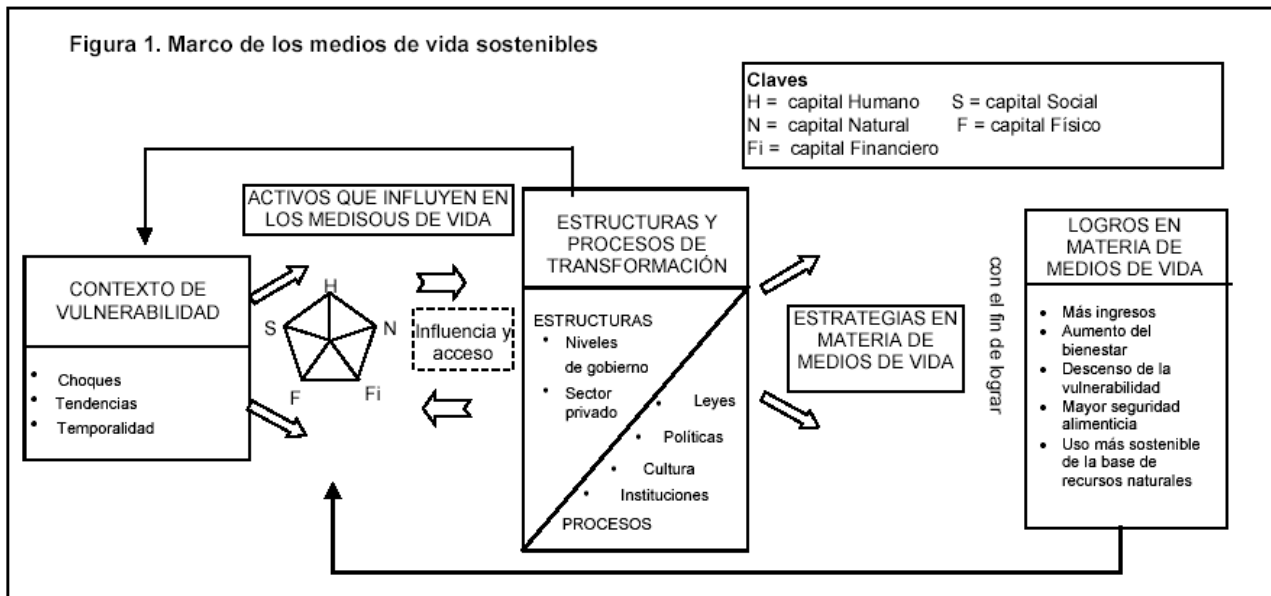 Figura 1. Marco de los medios de vida sostenibles
Claves
H = capital Humano S = capital Social
N = capital Natural F = capital Físico
Fi = capital Financiero
ACTIVOS QUE INFLUYEN EN
LOS MEDISOUS DE VIDA
CONTEXTO DE
VULNERABILIDAD
• Choques
• Tendencias
• Temporalidad
H
S
N
F
Fi
Influencia y
acceso
ESTRUCTURAS Y
PROCESOS DE
TRANSFORMACIÓN
ESTRUCTURAS
• Niveles
de gobierno
• Sector
privado
• Leyes
• Políticas
• Cultura
• Instituciones
PROCESOS
ESTRATEGIAS EN
MATERIA DE
MEDIOS DE VIDA
con el fin de lograr
LOGROS EN
MATERIA DE
MEDIOS DE VIDA
• Más ingresos
• Aumento del
bienestar
• Descenso de la
vulnerabilidad
• Mayor seguridad
alimenticia
• Uso más sostenible
de la base de
recursos naturales